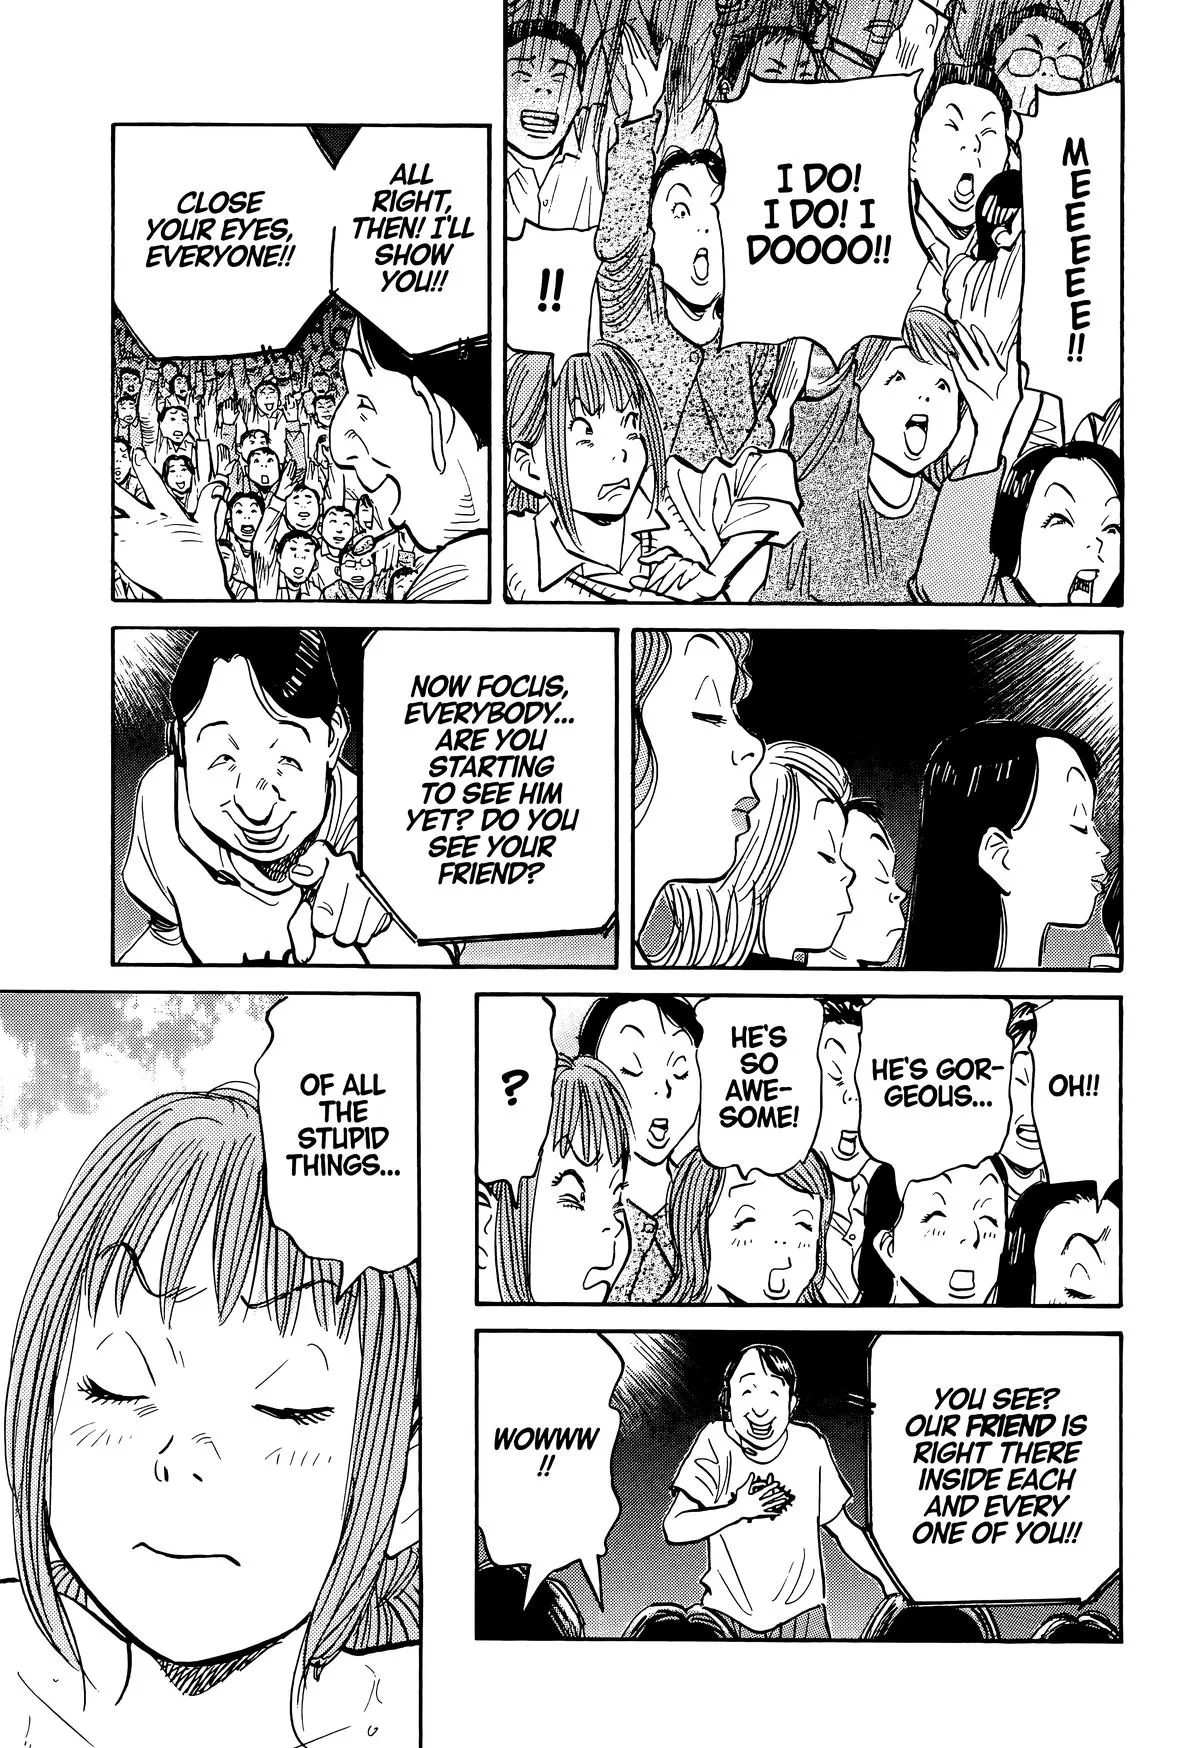 MEEEEE!!
I DO!
I DO! I
DOOOO!!
!!
ALL
RIGHT,
THEN! I'LL
SHOW
YOU!!
CLOSE
YOUR EYES,
EVERYONE!!
NOW FOCUS,
EVERYBODY...
ARE YOU
STARTING
TO SEE HIM
YET? DO YOU
SEE YOUR
FRIEND?
OH!!
HE'S GOR-
GEOUS...
HE'S
SO
AWE-
SOME!
?
YOU SEE?
OUR FRIEND IS
RIGHT THERE
INSIDE EACH
AND EVERY
ONE OF YOU!!
WOWWW
!!
OF ALL
THE
STUPID
THINGS...